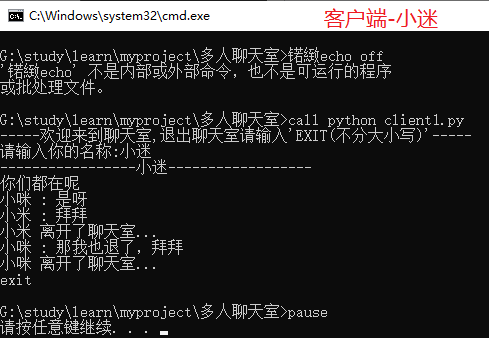 C:\Windows\system32\cmd.exe
客户端-小迷
G:\study\learn\myproject\多人聊天室>锘緻echo off
'锘緻echo' 不是内部或外部命令，也不是可运行的程序
或批处理文件。
G:\study\learn\myproject\多人聊天室>call python client1.py
-----欢迎来到聊天室,退出聊天室请输入'EXIT(不分大小写)'-----
请输入你的名称:小迷
-----------------小迷------------------
你们都在呢
小咪 : 是呀
小米 : 拜拜
小米 离开了聊天室...
小咪 : 那我也退了, 拜拜
小咪 离开了聊天室...
exit
G:\study\learn\myproject\多人聊天室>pause
请按任意键继续. . .